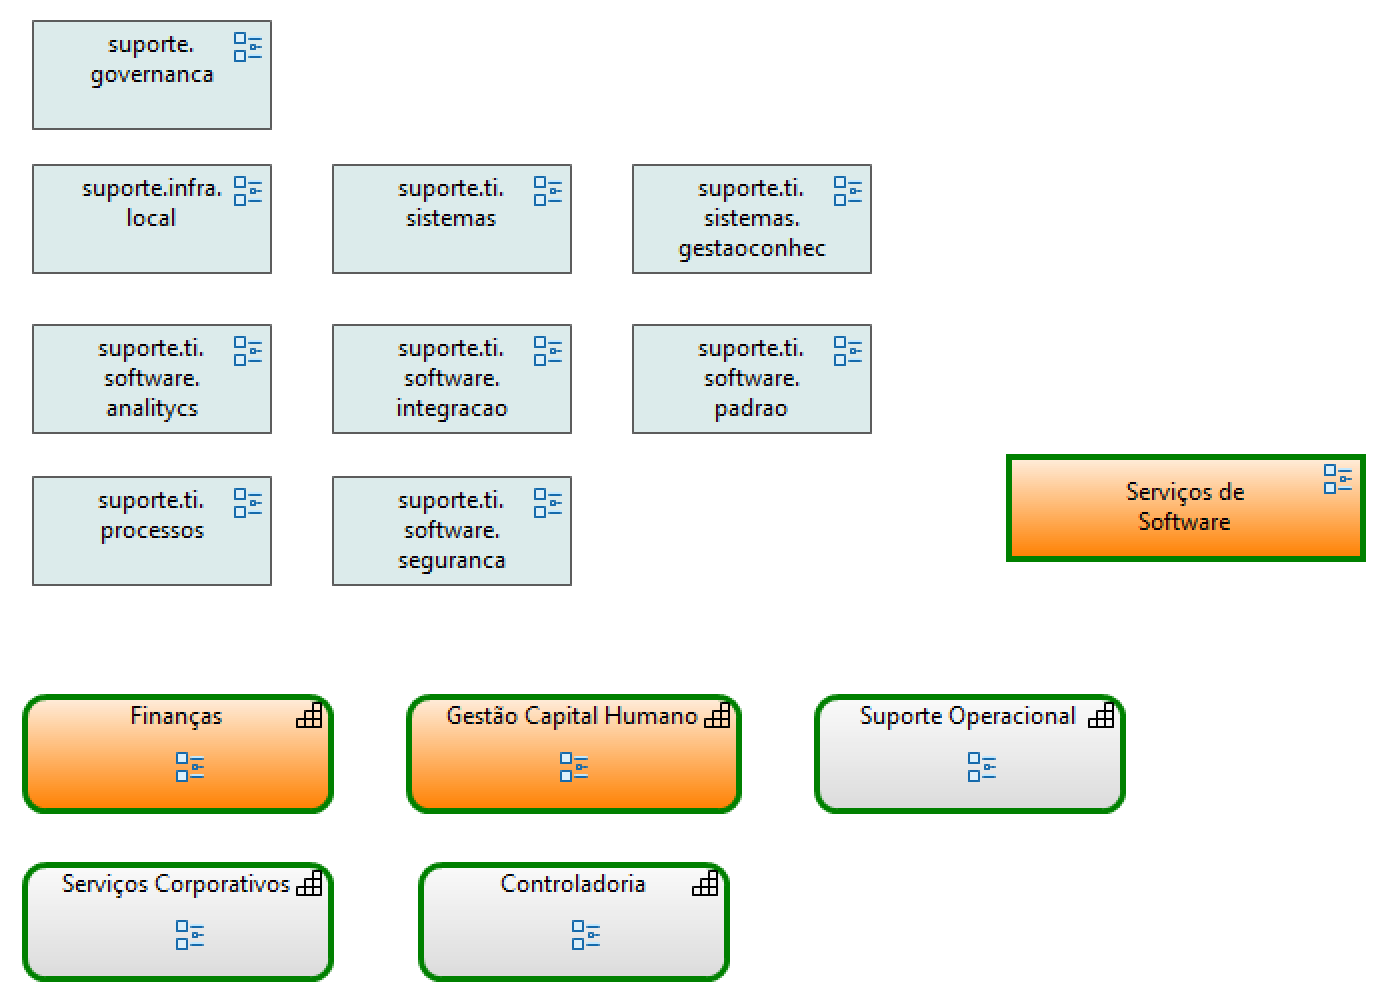 suporte.
governanca
suporte.infra.
local
suporte.ti.
sistemas
suporte.ti.
sistemas.
gestaoconhec
suporte.ti.
software.
analitycs
suporte.ti.
software.
integracao
suporte.ti.
software.
padrao
suporte.ti.
processos
suporte.ti.
software.
seguranca
Serviços de
Software
Finanças
Gestão Capital Humano
Suporte Operacional
Serviços Corporativos
Controladoria